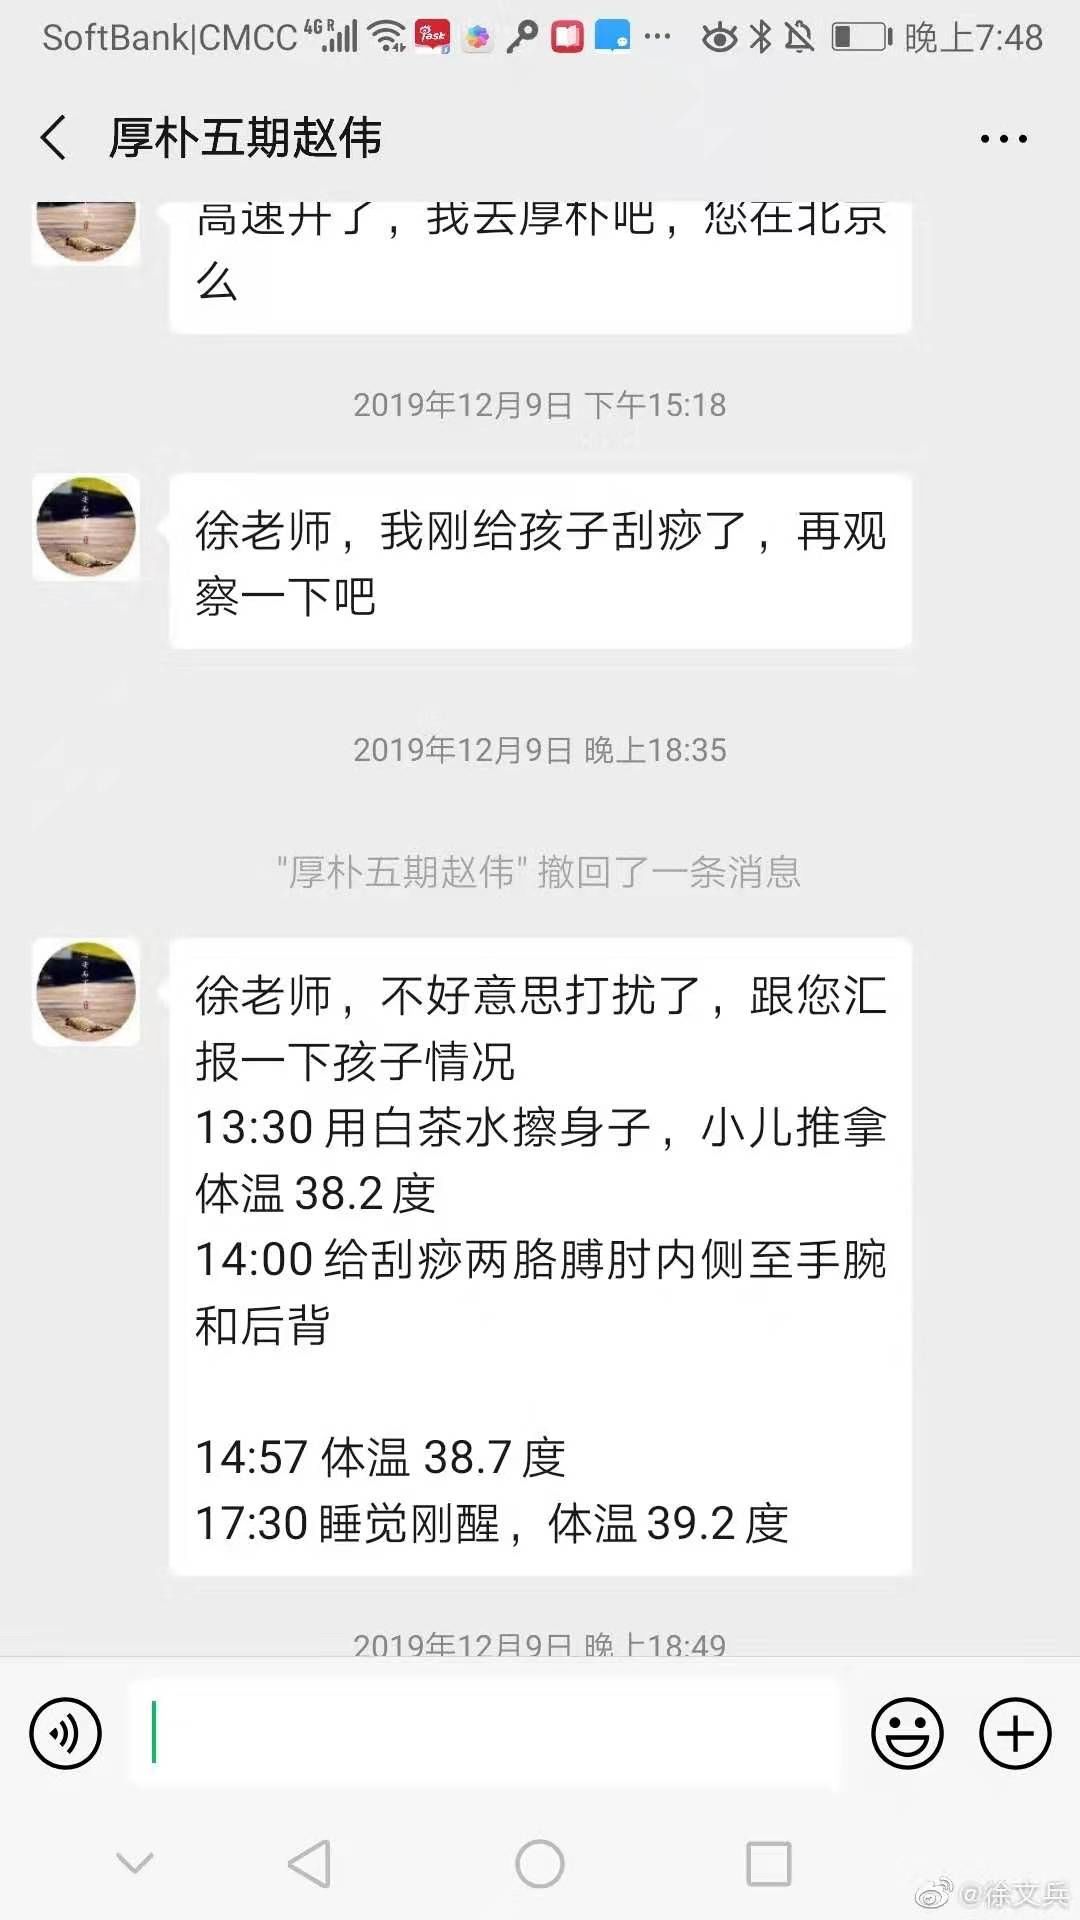 SoftBank|CMCC 4G R Task 晚上7:48
厚朴五期赵伟
高速开了，我去厚朴吧，您在北京
么
2019年12月9日 下午15:18
徐老师，我刚给孩子刮痧了，再观
察一下吧
2019年12月9日 晚上18:35
"厚朴五期赵伟" 撤回了一条消息
徐老师，不好意思打扰了，跟您汇
报一下孩子情况
13:30 用白茶水擦身子，小儿推拿
体温 38.2 度
14:00 给刮痧两胳膊肘内侧至手腕
和后背
14:57 体温 38.7 度
17:30 睡觉刚醒，体温 39.2 度
2019年12月9日 晚上18:49
@徐文兵